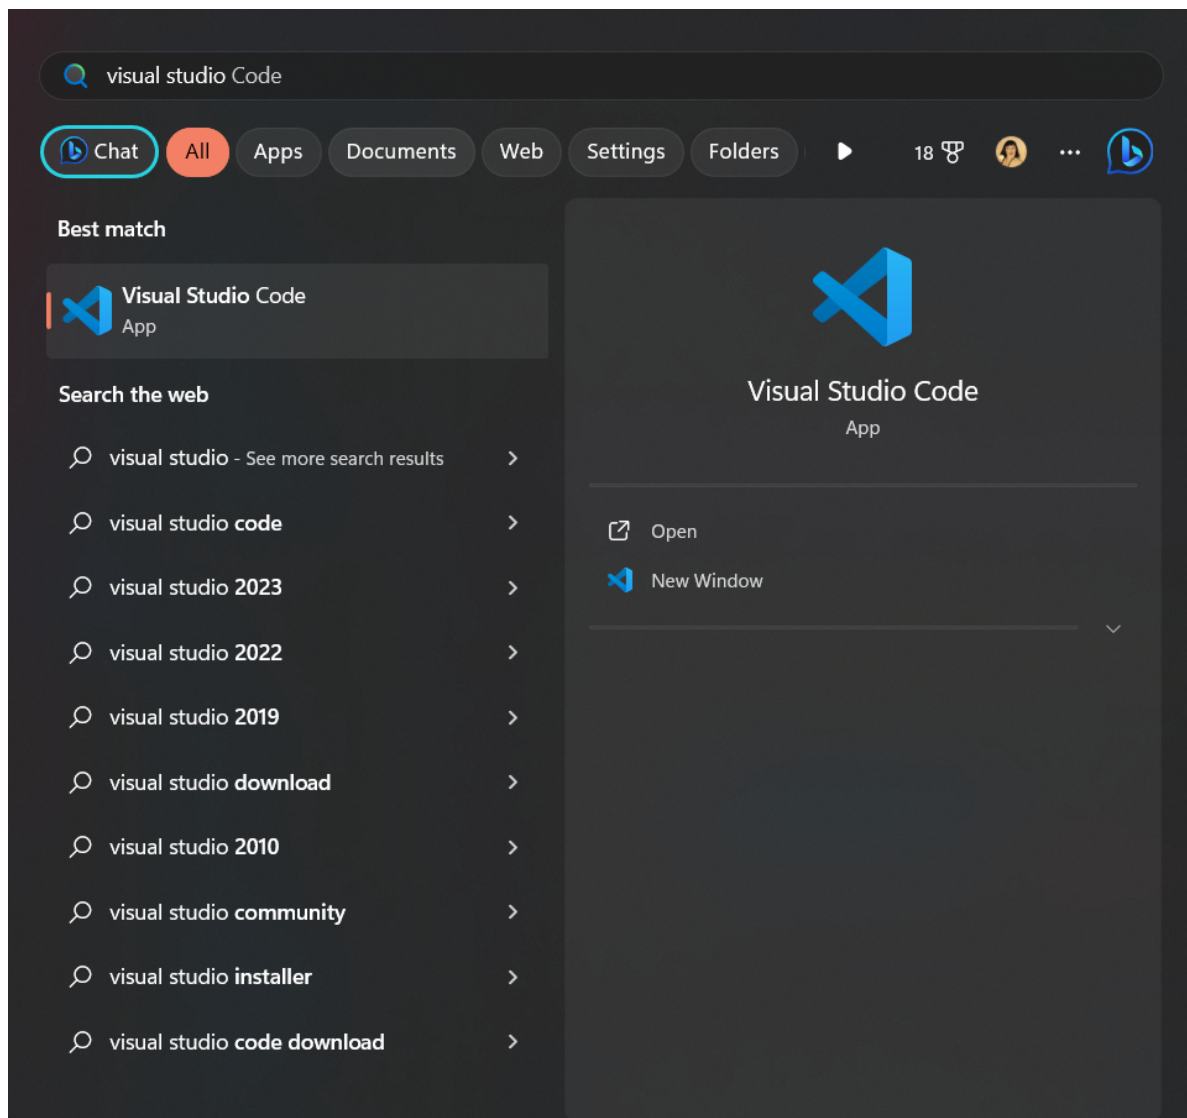 visual studio Code
Chat All Apps Documents Web Settings Folders 18
Best match
Visual Studio Code
App
Search the web
visual studio - See more search results
visual studio code
visual studio 2023
visual studio 2022
visual studio 2019
visual studio download
visual studio 2010
visual studio community
visual studio installer
visual studio code download
Visual Studio Code
App
Open
New Window